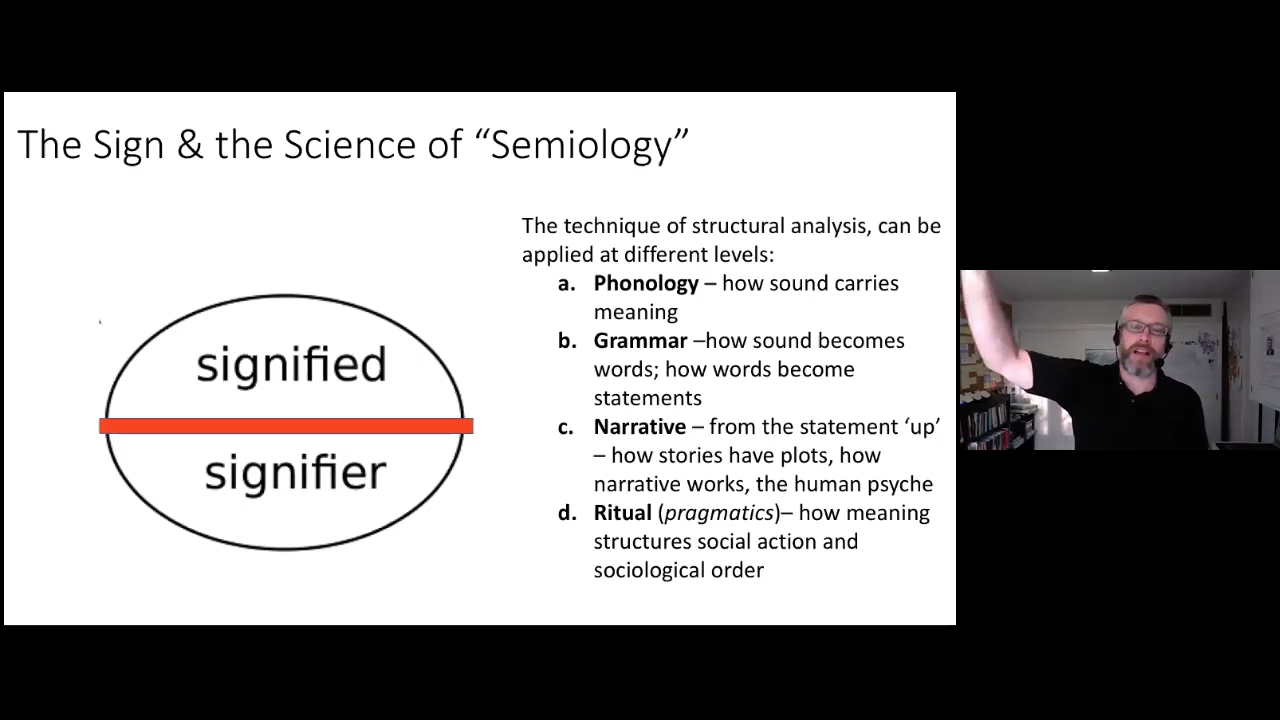 The Sign & the Science of “Semiology”
signified
signifier
The technique of structural analysis, can be
applied at different levels:
a. Phonology – how sound carries
meaning
b. Grammar –how sound becomes
words; how words become
statements
c. Narrative – from the statement ‘up’
– how stories have plots, how
narrative works, the human psyche
d. Ritual (pragmatics)– how meaning
structures social action and
sociological order